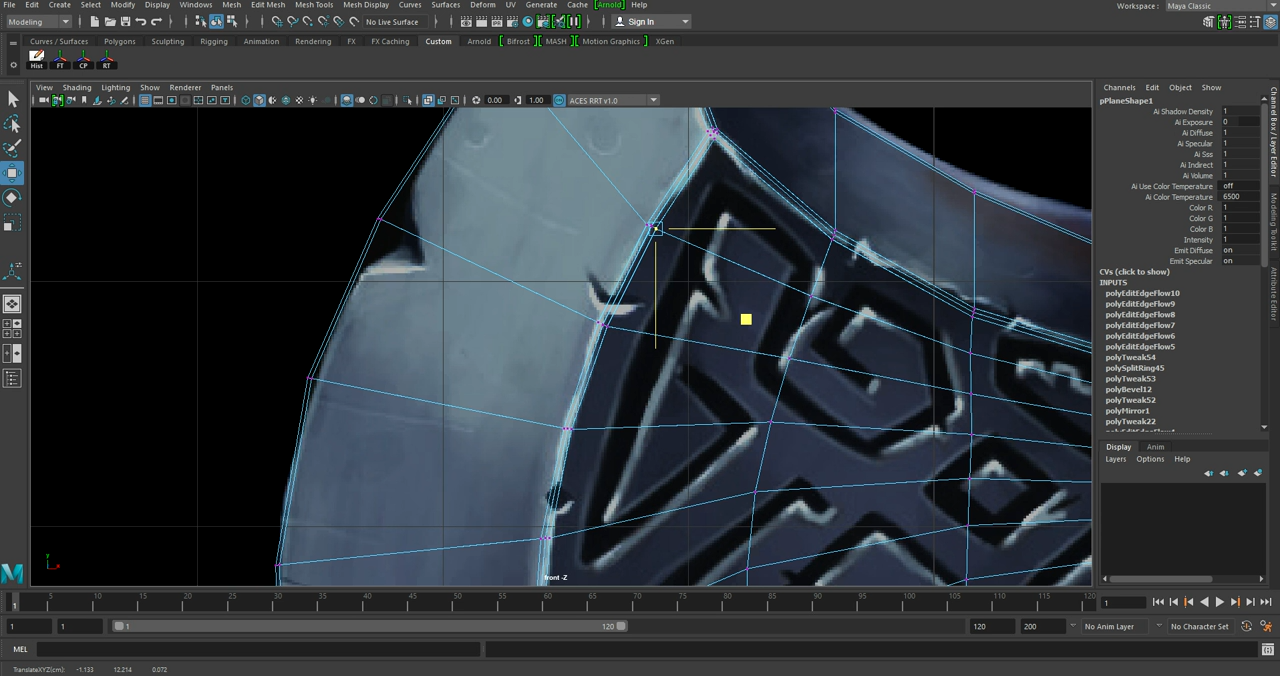 File Edit Create Select Modify Display Windows Mesh Edit Mesh Mesh Tools Mesh Display Curves Surfaces Deform UV Generate Cache [Arnold] Help Workspace : Maya Classic
Modeling No Live Surface Sign In
Curves / Surfaces Polygons Sculpting Rigging Animation Rendering FX FX Caching Custom Arnold Bifrost MASH Motion Graphics XGen
Hist FT CP RT
View Shading Lighting Show Renderer Panels
0.00 1.00 ACES RRT v1.0
Channels Edit Object Show
pPlaneShape1
Ai Shadow Density 1
Ai Exposure 0
Ai Diffuse 1
Ai Specular 1
Ai Sss 1
Ai Indirect 1
Ai Volume 1
Ai Use Color Temperature off
Ai Color Temperature 6500
Color R 1
Color G 1
Color B 1
Intensity 1
Emit Diffuse on
Emit Specular on
CVs (click to show)
INPUTS
polyEditEdgeFlow10
polyEditEdgeFlow9
polyEditEdgeFlow8
polyEditEdgeFlow7
polyEditEdgeFlow6
polyEditEdgeFlow5
polyTweak54
polySplitRing45
polyTweak53
polyBevel12
polyTweak52
polyMirror1
polyTweak22
Display Anim
Layers Options Help
Channel Box / Layer Editor
Modeling Toolkit
Attribute Editor
y
x
front -Z
1 5 10 15 20 25 30 35 40 45 50 55 60 65 70 75 80 85 90 95 100 105 110 115 120
1
1 1 1 120 120 200 No Anim Layer No Character Set
MEL
TranslateXYZ(cm): -1.133 12.214 0.072